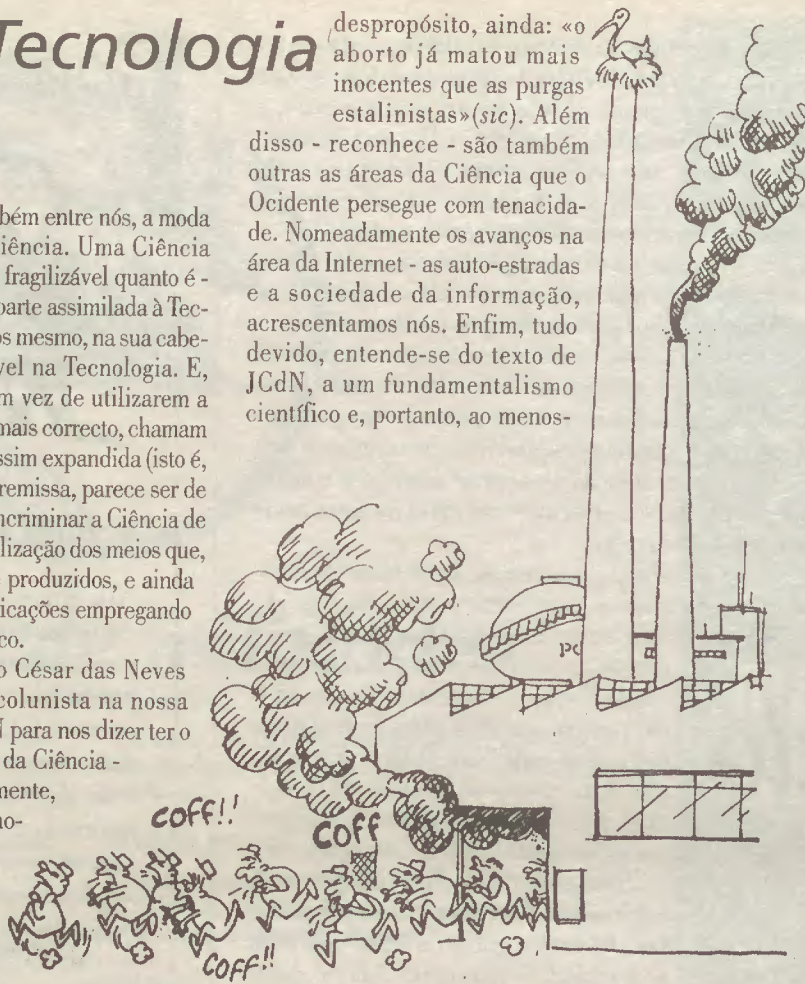 Tecnologia
bém entre nós, a moda
iência. Uma Ciência
fragilizável quanto é -
parte assimilada à Tec-
os mesmo, na sua cabe-
vel na Tecnologia. E,
m vez de utilizarem a
mais correcto, chamam
ssim expandida (isto é,
remissa, parece ser de
ncriminar a Ciência de
lização dos meios que,
produzidos, e ainda
icações empregando
co.
o César das Neves
colunista na nossa
N para nos dizer ter o
da Ciência -
mente,
no-
despropósito, ainda: «o
aborto já matou mais
inocentes que as purgas
estalinistas»(sic). Além
disso - reconhece - são também
outras as áreas da Ciência que o
Ocidente persegue com tenacida-
de. Nomeadamente os avanços na
área da Internet - as auto-estradas
e a sociedade da informação,
acrescentamos nós. Enfim, tudo
devido, entende-se do texto de
JCdN, a um fundamentalismo
científico e, portanto, ao menos-
COFF!!
COFF
COFF!!